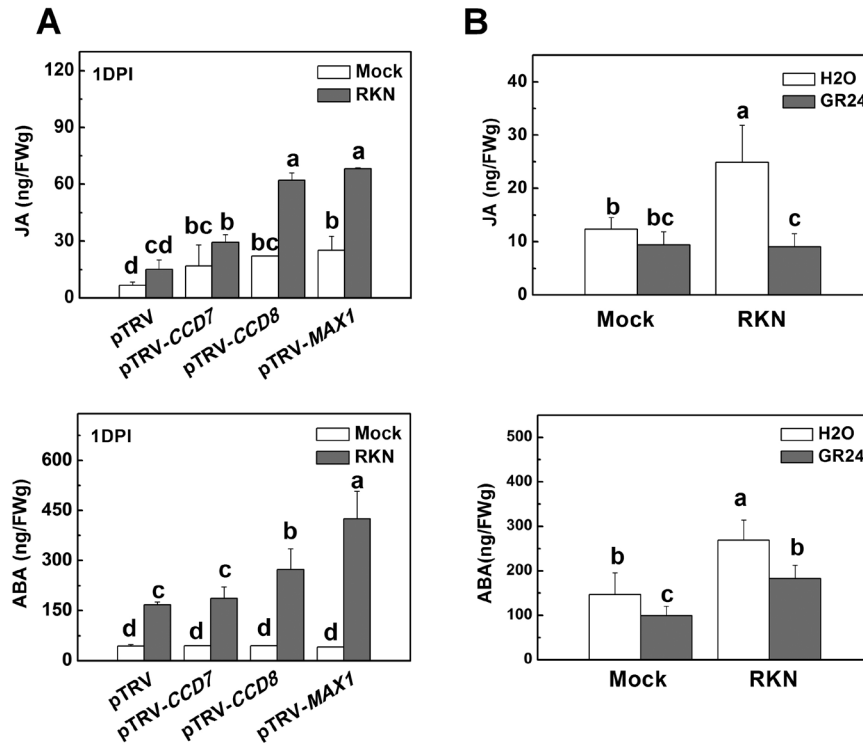 A
1DPI
Mock
RKN
JA (ng/FWg)
120
90
60
30
0
d
cd
bc
b
bc
a
b
a
pTRV
pTRV-CCD7
pTRV-CCD8
pTRV-MAX1
B
H2O
GR24
JA (ng/FWg)
40
30
20
10
0
b
bc
a
c
Mock
RKN
1DPI
Mock
RKN
ABA (ng/FWg)
600
450
300
150
0
d
c
d
c
d
b
d
a
pTRV
pTRV-CCD7
pTRV-CCD8
pTRV-MAX1
H2O
GR24
ABA(ng/FWg)
500
400
300
200
100
0
b
c
a
b
Mock
RKN